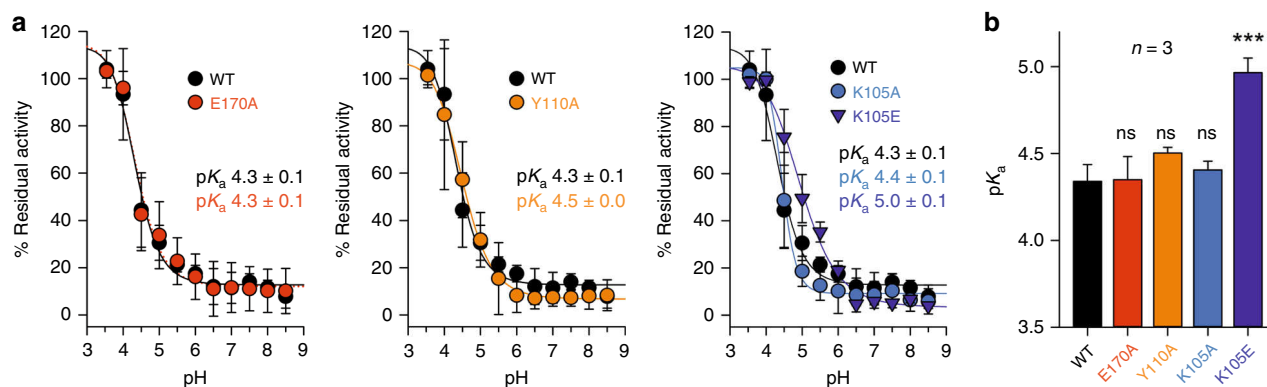 a
% Residual activity
120
100
80
60
40
20
0
3 4 5 6 7 8 9
pH
WT
E170A
pKa 4.3 ± 0.1
pKa 4.3 ± 0.1
% Residual activity
120
100
80
60
40
20
0
3 4 5 6 7 8 9
pH
WT
Y110A
pKa 4.3 ± 0.1
pKa 4.5 ± 0.0
% Residual activity
120
100
80
60
40
20
0
3 4 5 6 7 8 9
pH
WT
K105A
K105E
pKa 4.3 ± 0.1
pKa 4.4 ± 0.1
pKa 5.0 ± 0.1
b
pKa
5.0
4.5
4.0
3.5
n = 3
ns ns ns ***
WT E170A Y110A K105A K105E